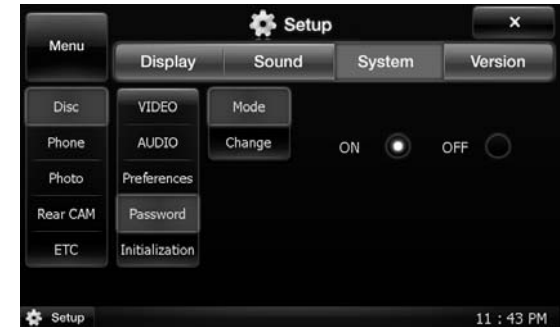 Setup
×
Menu
Display Sound System Version
Disc VIDEO Mode
Phone AUDIO Change ON OFF
Photo Preferences
Rear CAM Password
ETC Initialization
Setup 11 : 43 PM